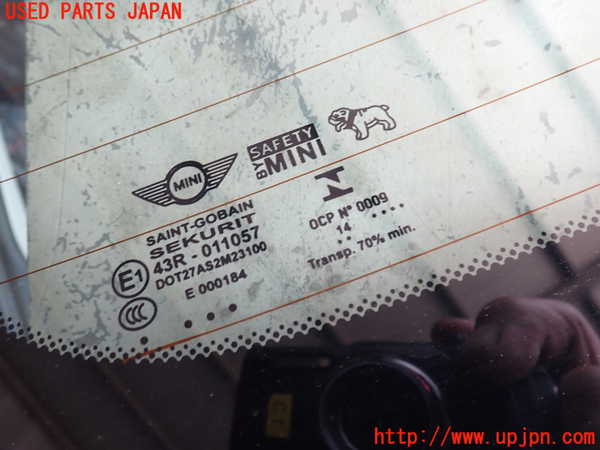 USED PARTS JAPAN
MINI
SAFETY
BY MINI
SAINT-GOBAIN
SEKURIT
E1
43R - 011057
DOT27AS2M23100
E 000184
CCC
OCP N° 0009
14
Transp. 70% min.
http://www.upjpn.com/